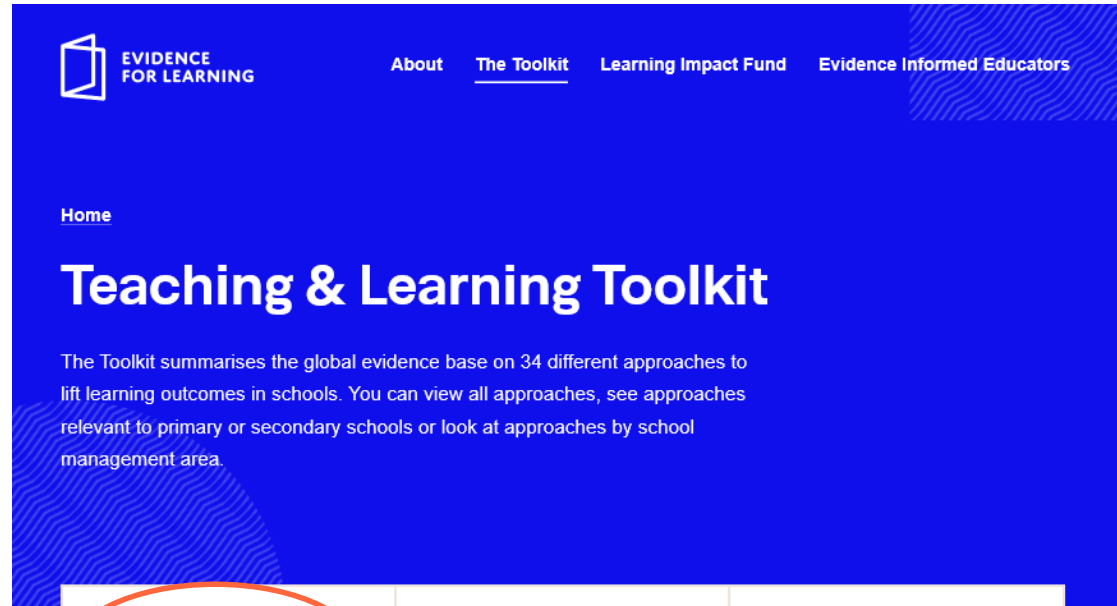 EVIDENCE
FOR LEARNING
About The Toolkit Learning Impact Fund Evidence Informed Educators
Home
Teaching & Learning Toolkit
The Toolkit summarises the global evidence base on 34 different approaches to
lift learning outcomes in schools. You can view all approaches, see approaches
relevant to primary or secondary schools or look at approaches by school
management area.